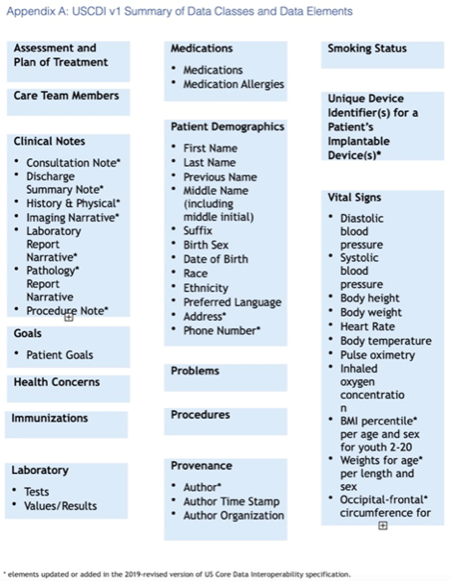 Appendix A: USCDI v1 Summary of Data Classes and Data Elements
Assessment and
Plan of Treatment
Care Team Members
Clinical Notes
• Consultation Note*
• Discharge
Summary Note*
• History & Physical*
• Imaging Narrative*
• Laboratory
Report
Narrative*
• Pathology*
Report
Narrative
• Procedure Note*
Goals
• Patient Goals
Health Concerns
Immunizations
Laboratory
• Tests
• Values/Results
Medications
• Medications
• Medication Allergies
Patient Demographics
• First Name
• Last Name
• Previous Name
• Middle Name
(including
middle initial)
• Suffix
• Birth Sex
• Date of Birth
• Race
• Ethnicity
• Preferred Language
• Address*
• Phone Number*
Problems
Procedures
Provenance
• Author*
• Author Time Stamp
• Author Organization
Smoking Status
Unique Device
Identifier(s) for a
Patient's
Implantable
Device(s)*
Vital Signs
• Diastolic
blood
pressure
• Systolic
blood
pressure
• Body height
• Body weight
• Heart Rate
• Body temperature
• Pulse oximetry
• Inhaled
oxygen
concentratio
n
• BMI percentile*
per age and sex
for youth 2-20
• Weights for age*
per length and
sex
• Occipital-frontal*
circumference for
* elements updated or added in the 2019-revised version of US Core Data Interoperability specification.